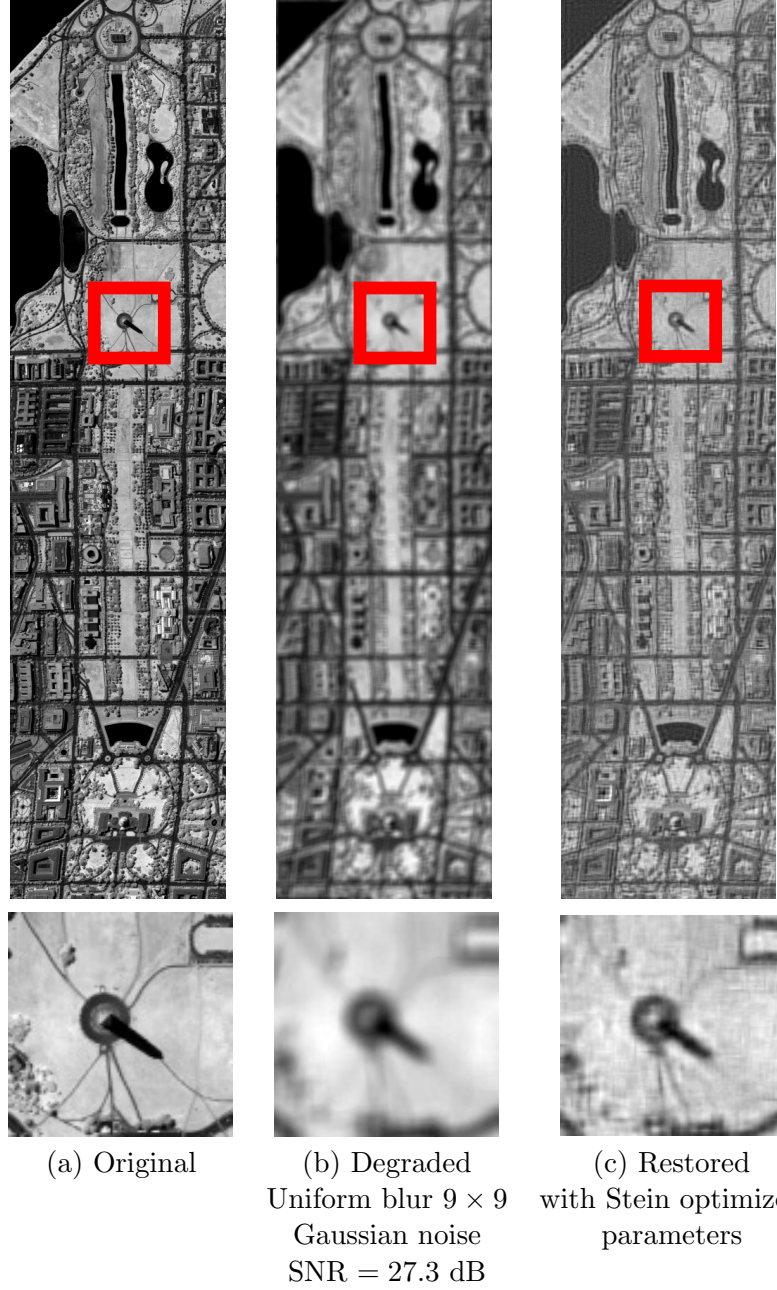 (a) Original
(b) Degraded
Uniform blur 9 × 9
Gaussian noise
SNR = 27.3 dB
(c) Restored
with Stein optimize
parameters